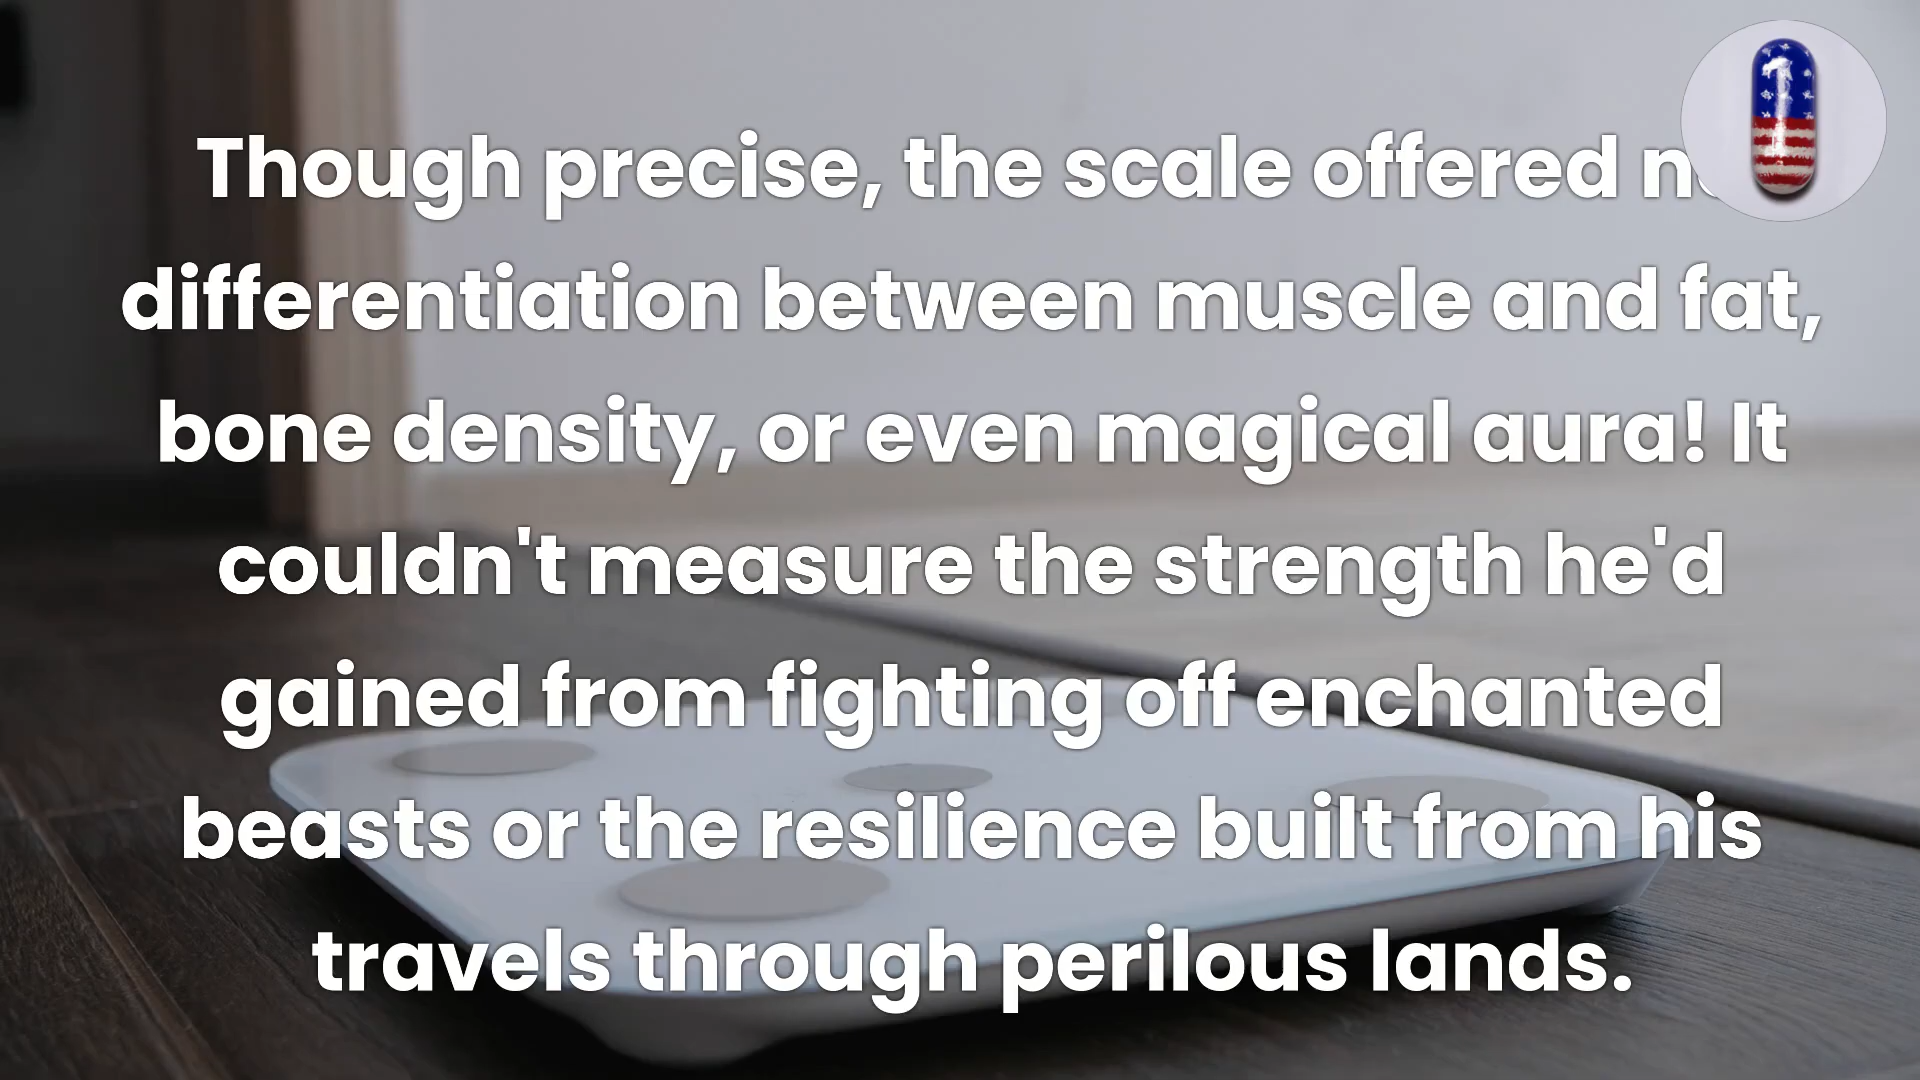 Though precise, the scale offered
differentiation between muscle and fat,
bone density, or even magical aura! It
couldn't measure the strength he'd
gained from fighting off enchanted
beasts or the resilience built from his
travels through perilous lands.